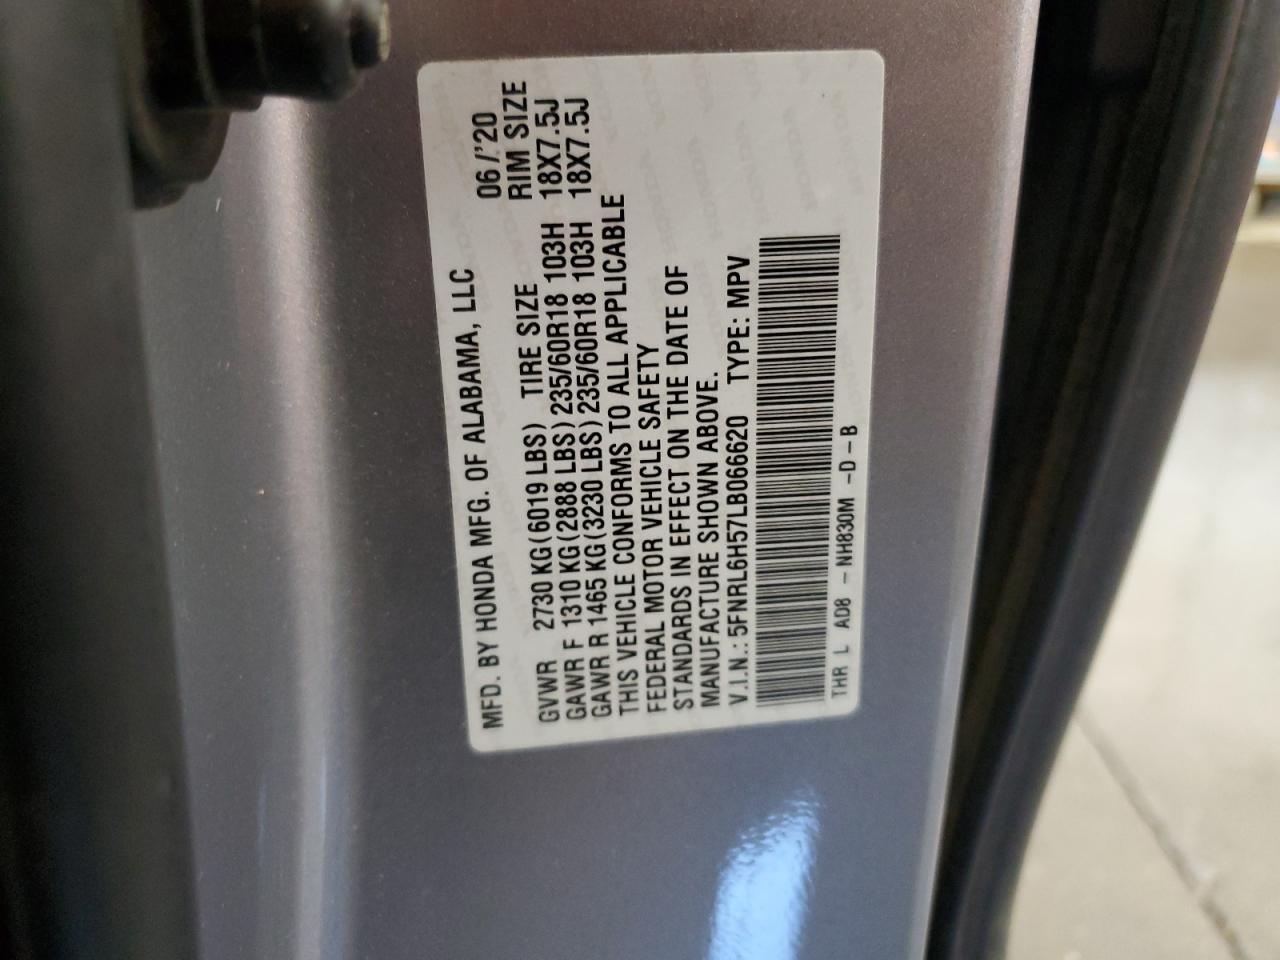 MFD. BY HONDA MFG. OF ALABAMA, LLC 06/'20
GVWR 2730 KG(6019 LBS) TIRE SIZE RIM SIZE
GAWR F 1310 KG(2888 LBS) 235/60R18 103H 18X7.5J
GAWR R 1465 KG(3230 LBS) 235/60R18 103H 18X7.5J
THIS VEHICLE CONFORMS TO ALL APPLICABLE
FEDERAL MOTOR VEHICLE SAFETY
STANDARDS IN EFFECT ON THE DATE OF
MANUFACTURE SHOWN ABOVE.
V.I.N.: 5FNRL6H57LB066620 TYPE: MPV
THR L AD8 - NH830M -D-B